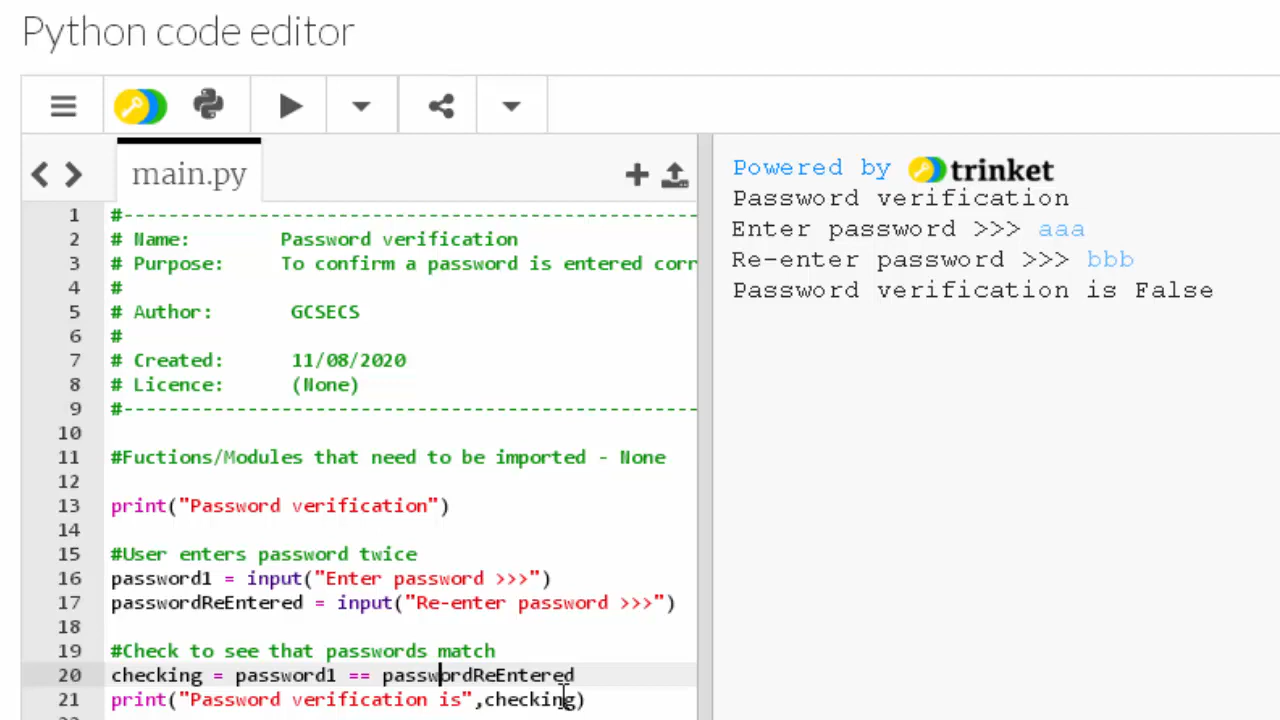 Python code editor
main.py
1 #-----------------------------------------------------
2 # Name: Password verification
3 # Purpose: To confirm a password is entered corr
4 #
5 # Author: GCSECS
6 #
7 # Created: 11/08/2020
8 # Licence: (None)
9 #-----------------------------------------------------
10
11 #Fuctions/Modules that need to be imported - None
12
13 print("Password verification")
14
15 #User enters password twice
16 password1 = input("Enter password >>>")
17 passwordReEntered = input("Re-enter password >>>")
18
19 #Check to see that passwords match
20 checking = password1 == passwordReEntered
21 print("Password verification is",checking)
Powered by trinket
Password verification
Enter password >>> aaa
Re-enter password >>> bbb
Password verification is False